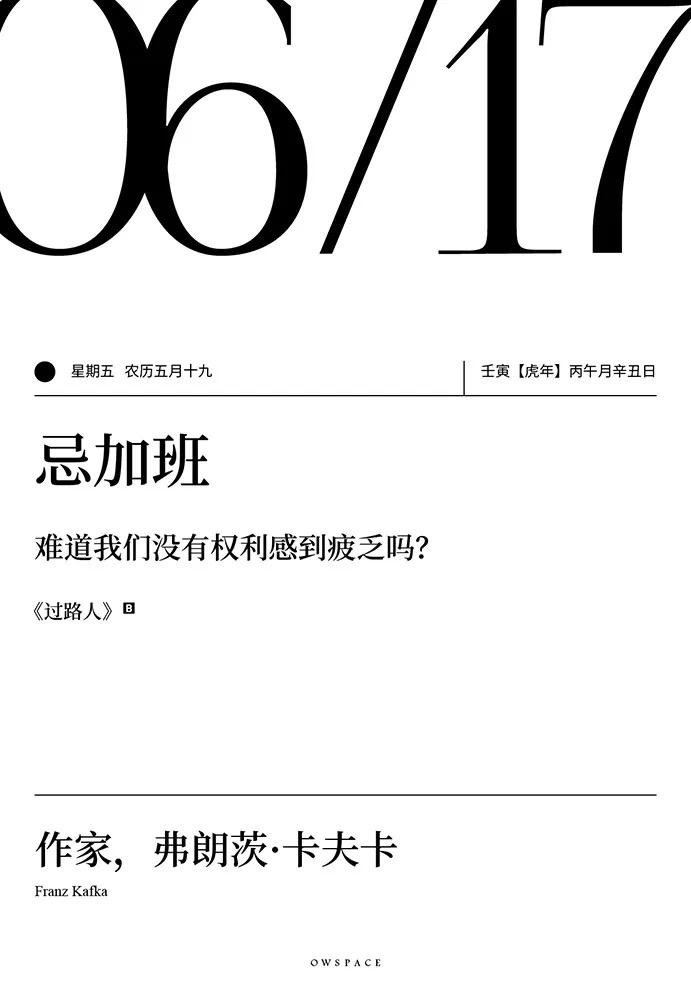 06/17
星期五 农历五月十九
壬寅【虎年】丙午月辛丑日
忌加班
难道我们没有权利感到疲乏吗？
《过路人》B
作家，弗朗茨·卡夫卡
Franz Kafka
OWSPACE